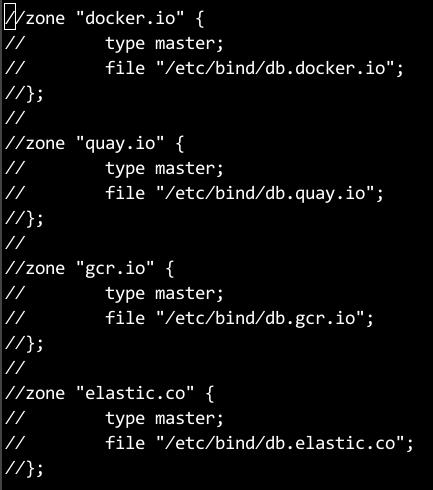 //zone "docker.io" {
//        type master;
//        file "/etc/bind/db.docker.io";
//};
//
//zone "quay.io" {
//        type master;
//        file "/etc/bind/db.quay.io";
//};
//
//zone "gcr.io" {
//        type master;
//        file "/etc/bind/db.gcr.io";
//};
//
//zone "elastic.co" {
//        type master;
//        file "/etc/bind/db.elastic.co";
//};